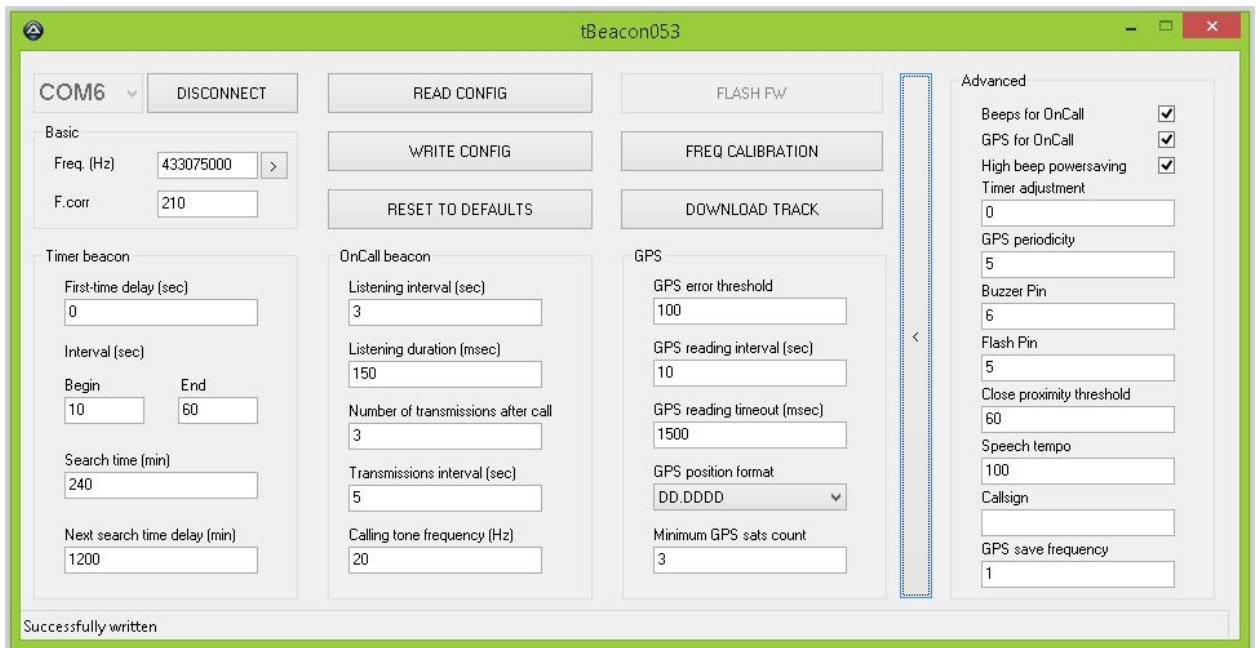 tBeacon053
COM6
DISCONNECT
READ CONFIG
FLASH FW
Basic
Freq. (Hz)
433075000
>
F.corr
210
WRITE CONFIG
FREQ CALIBRATION
RESET TO DEFAULTS
DOWNLOAD TRACK
Timer beacon
First-time delay (sec)
0
Interval (sec)
Begin End
10 60
Search time (min)
240
Next search time delay (min)
1200
OnCall beacon
Listening interval (sec)
3
Listening duration (msec)
150
Number of transmissions after call
3
Transmissions interval (sec)
5
Calling tone frequency (Hz)
20
GPS
GPS error threshold
100
GPS reading interval (sec)
10
GPS reading timeout (msec)
1500
GPS position format
DD.DDDD
Minimum GPS sats count
3
<
Advanced
Beeps for OnCall
GPS for OnCall
High beep powersaving
Timer adjustment
0
GPS periodicity
5
Buzzer Pin
6
Flash Pin
5
Close proximity threshold
60
Speech tempo
100
Callsign
GPS save frequency
1
Successfully written